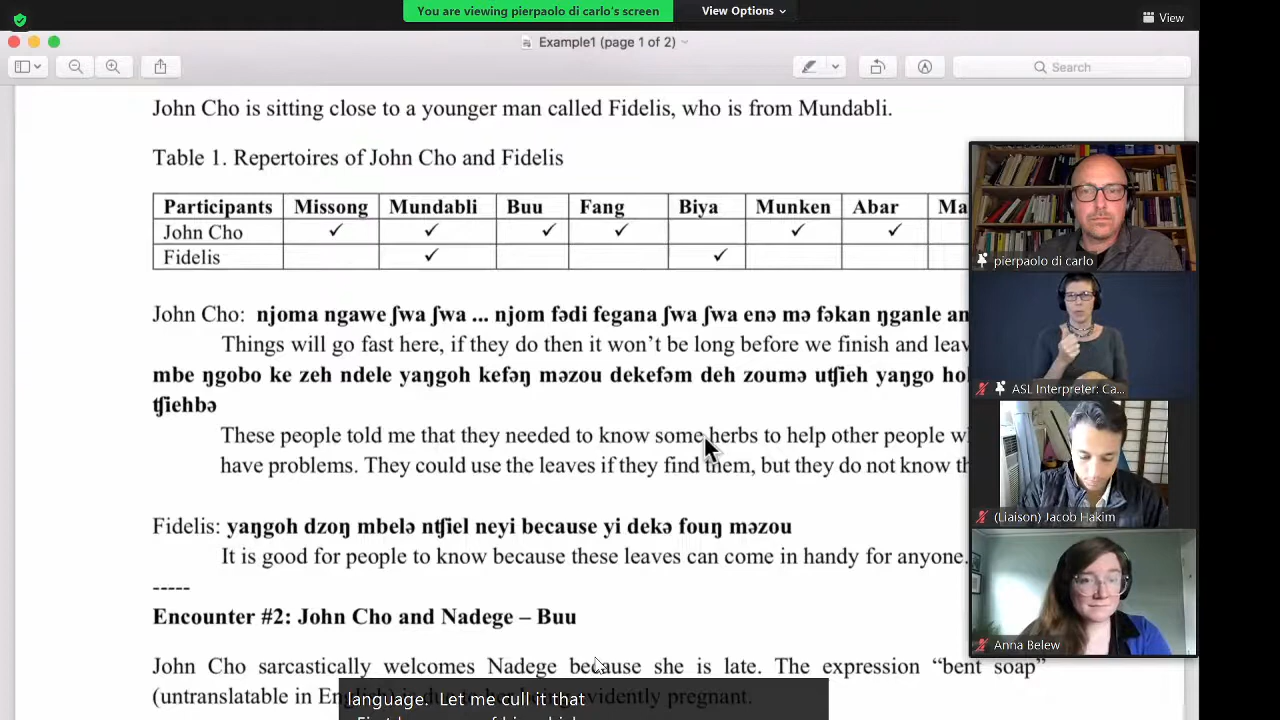 You are viewing pierpaolo di carlo's screen
View Options
View
Example1 (page 1 of 2)
Search
John Cho is sitting close to a younger man called Fidelis, who is from Mundabli.
Table 1. Repertoires of John Cho and Fidelis
Participants Missong Mundabli Buu Fang Biya Munken Abar Ma
John Cho ✓ ✓ ✓ ✓ ✓ ✓
Fidelis ✓ ✓
John Cho: njoma ngawe ʃwa ʃwa ... njom fədi fegana ʃwa ʃwa enə mə fəkan ŋganle an
Things will go fast here, if they do then it won't be long before we finish and leav
mbe ŋgobo ke zeh ndele yaŋgoh kefəŋ məzou dekefəm deh zoumə uʧieh yaŋgo
ʧiehbə
These people told me that they needed to know some herbs to help other people w
have problems. They could use the leaves if they find them, but they do not know
Fidelis: yaŋgoh dzoŋ mbelə nʧiel neyi because yi dekə fouŋ məzou
It is good for people to know because these leaves can come in handy for anyone.
-----
Encounter #2: John Cho and Nadege – Buu
John Cho sarcastically welcomes Nadege because she is late. The expression “bent soap”
(untranslatable in evidently pregnant.
language. Let me cull it that
pierpaolo di carlo
ASL Interpreter: Ca...
(Liaison) Jacob Hakim
Anna Belew